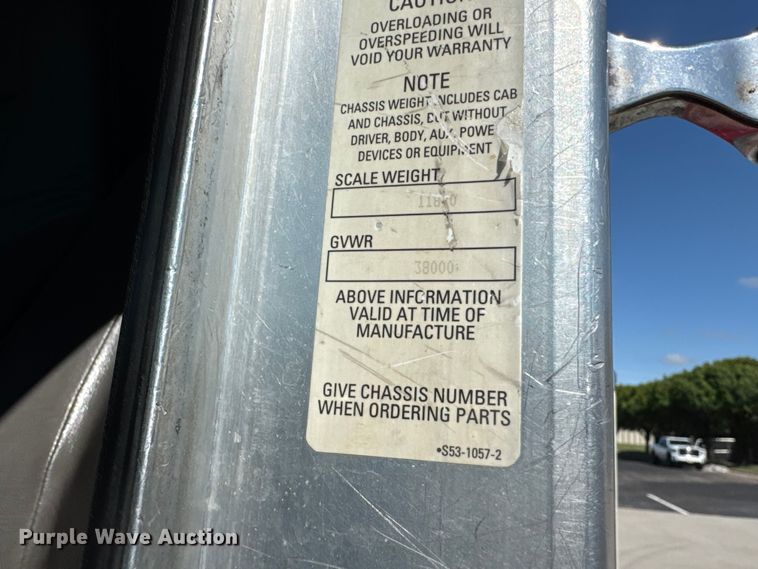 CAUTION
OVERLOADING OR
OVERSPEEDING WILL
VOID YOUR WARRANTY
NOTE
CHASSIS WEIGHT INCLUDES CAB
AND CHASSIS, BUT WITHOUT
DRIVER, BODY, AUX. POWE
DEVICES OR EQUIPMENT
SCALE WEIGHT
GVWR
38000
ABOVE INFORMATION
VALID AT TIME OF
MANUFACTURE
GIVE CHASSIS NUMBER
WHEN ORDERING PARTS
•S53-1057-2
Purple Wave Auction